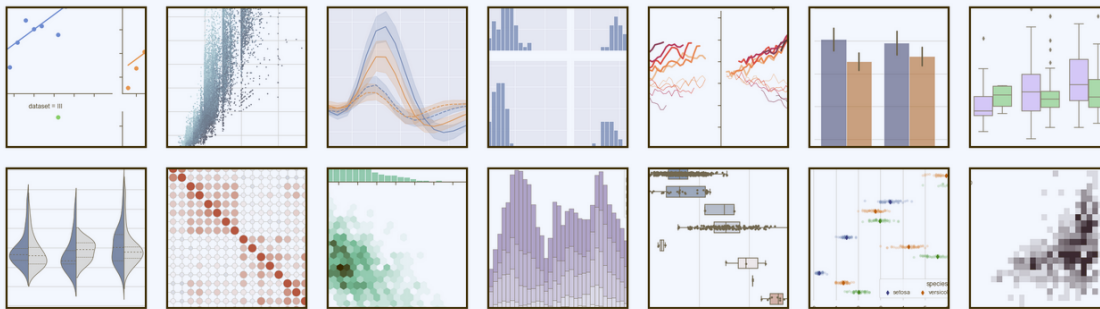 dataset = III
species
setosa
versico